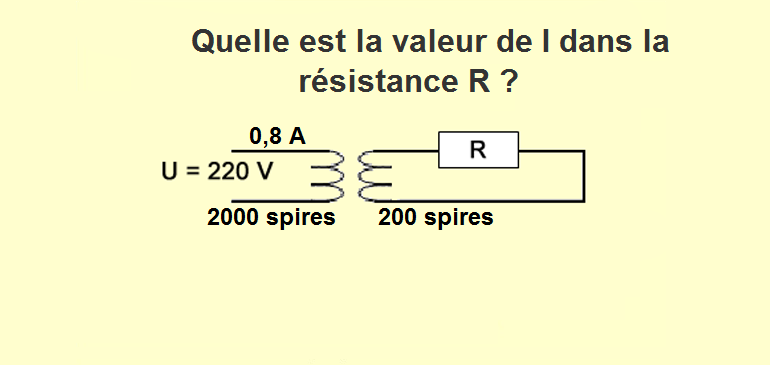 Quelle est la valeur de I dans la
résistance R ?
0,8 A
R
U = 220 V
2000 spires 200 spires